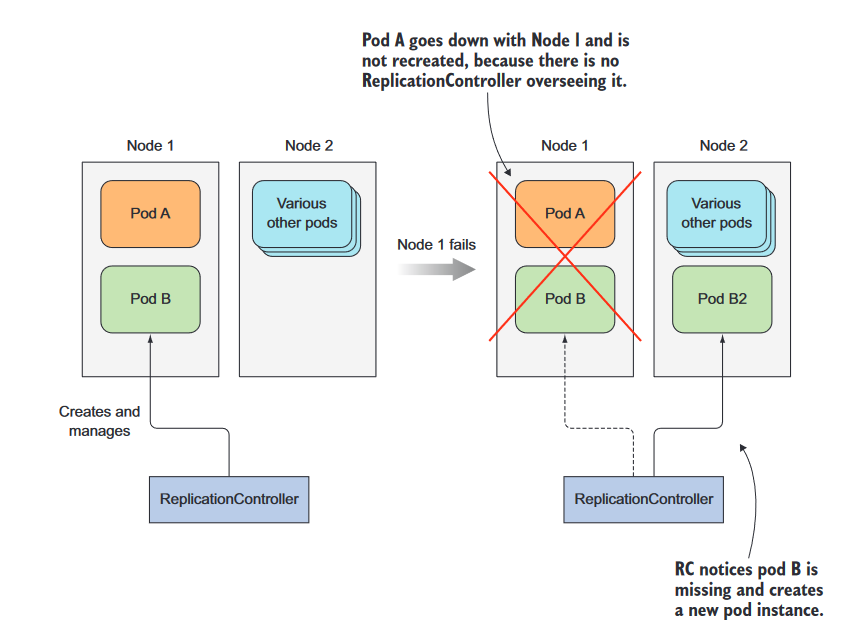 Pod A goes down with Node 1 and is
not recreated, because there is no
ReplicationController overseeing it.
Node 1
Node 2
Pod A
Various
other pods
Pod B
Creates and
manages
ReplicationController
Node 1 fails
Node 1
Node 2
Pod A
Various
other pods
Pod B
Pod B2
ReplicationController
RC notices pod B is
missing and creates
a new pod instance.